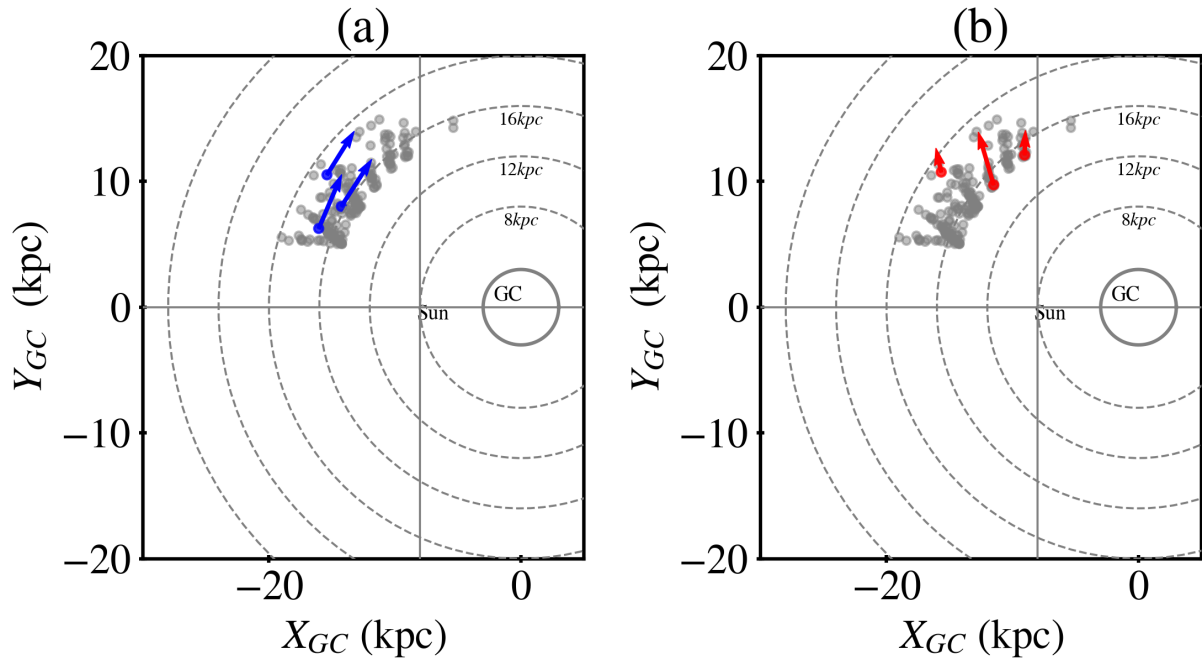 (a)
20
10
0
−10
−20
Y_GC (kpc)
16kpc
12kpc
8kpc
GC
Sun
−20
0
X_GC (kpc)
(b)
20
10
0
−10
−20
Y_GC (kpc)
16kpc
12kpc
8kpc
GC
Sun
−20
0
X_GC (kpc)